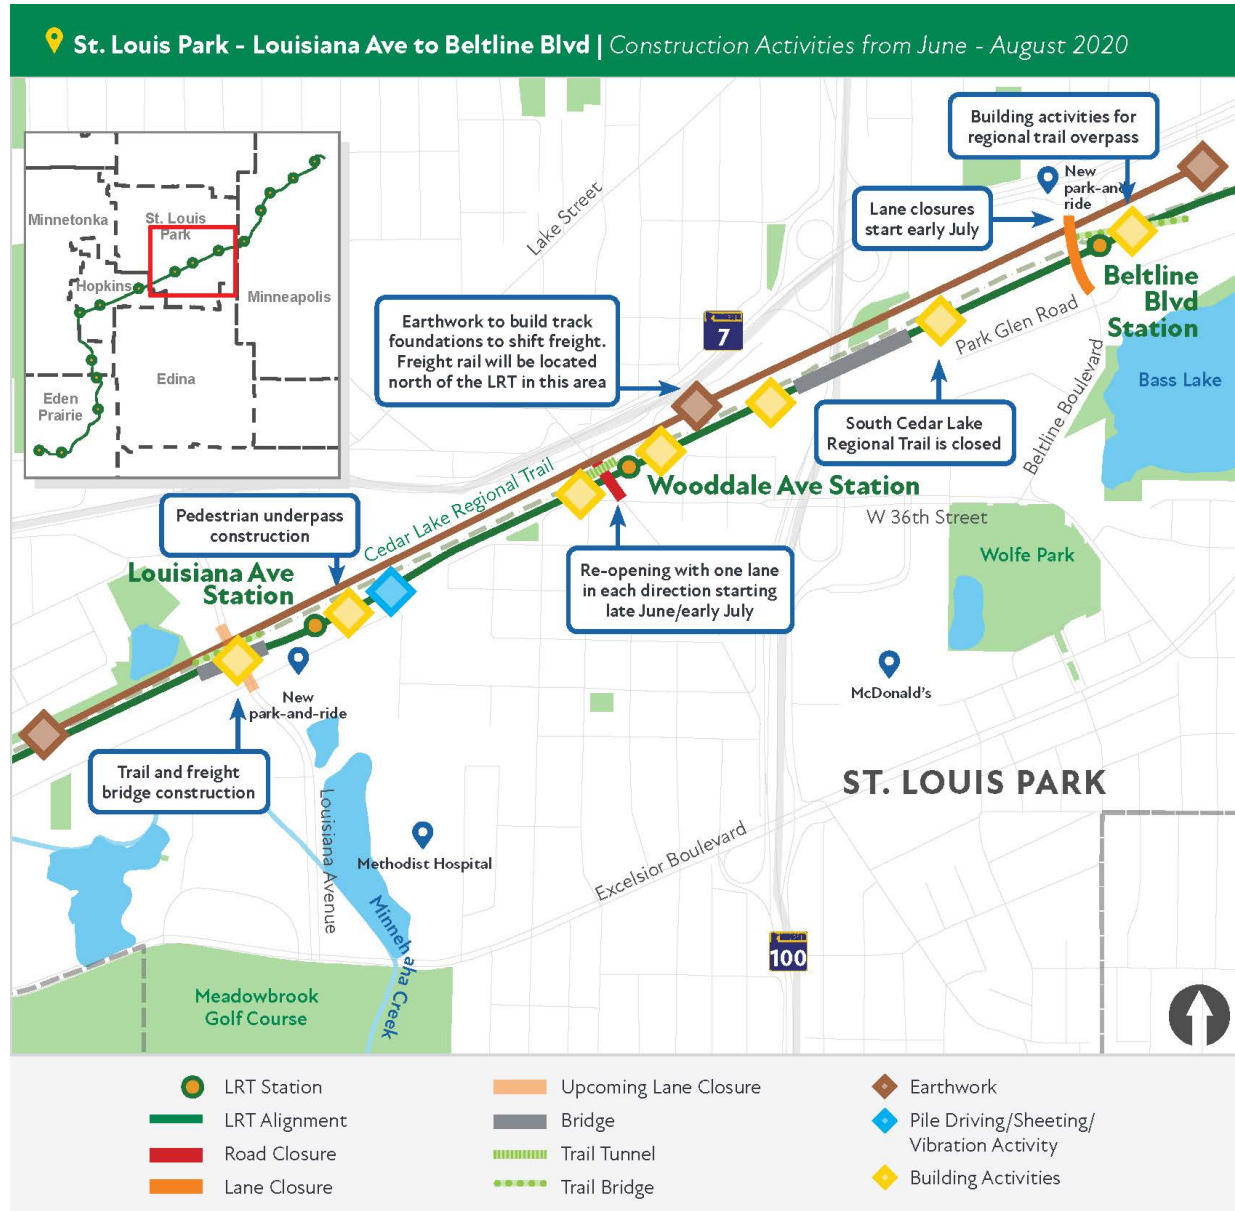 St. Louis Park - Louisiana Ave to Beltline Blvd | Construction Activities from June - August 2020
Building activities for
regional trail overpass
New
park-and
ride
Lane closures
start early July
Lake Street
Minnetonka
St. Louis
Park
Hopkins
Minneapolis
Edina
Eden
Prairie
Beltline
Blvd
Station
Earthwork to build track
foundations to shift freight.
Freight rail will be located
north of the LRT in this area
7
Park Glen Road
Bass Lake
Beltline Boulevard
South Cedar Lake
Regional Trail is closed
Cedar Lake Regional Trail
Wooddale Ave Station
W 36th Street
Pedestrian underpass
construction
Wolfe Park
Louisiana Ave
Station
Re-opening with one lane
in each direction starting
late June/early July
McDonald's
New
park-and-ride
Trail and freight
bridge construction
ST. LOUIS PARK
Louisiana Avenue
Methodist Hospital
Excelsior Boulevard
Minnehaha Creek
100
Meadowbrook
Golf Course
LRT Station
LRT Alignment
Road Closure
Lane Closure
Upcoming Lane Closure
Bridge
Trail Tunnel
Trail Bridge
Earthwork
Pile Driving/Sheeting/
Vibration Activity
Building Activities